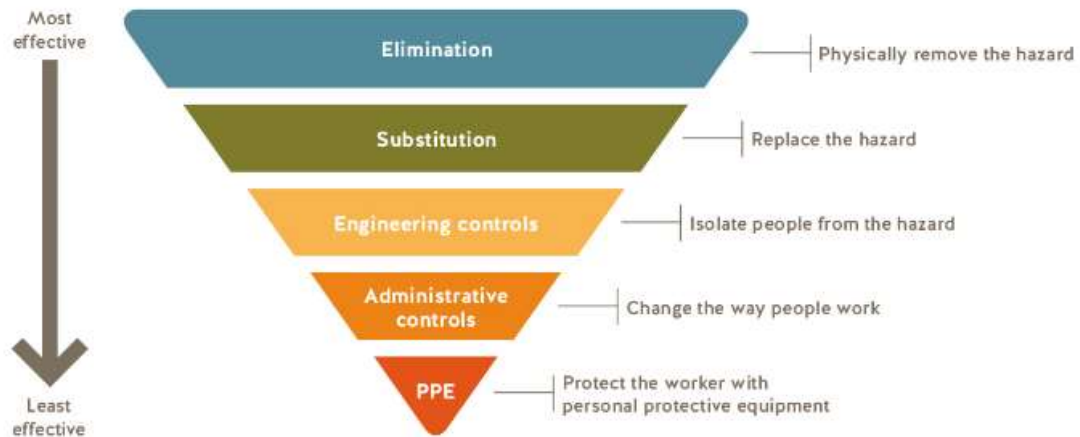 Most
effective
Elimination
Physically remove the hazard
Substitution
Replace the hazard
Engineering controls
Isolate people from the hazard
Administrative
controls
Change the way people work
PPE
Protect the worker with
personal protective equipment
Least
effective